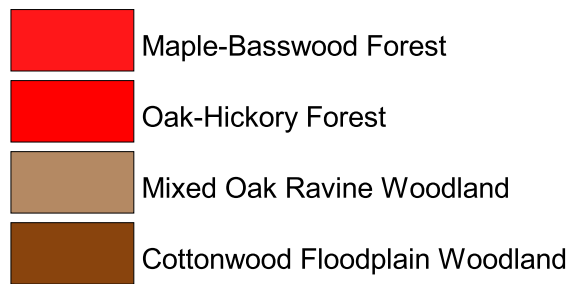 Maple-Basswood Forest
Oak-Hickory Forest
Mixed Oak Ravine Woodland
Cottonwood Floodplain Woodland